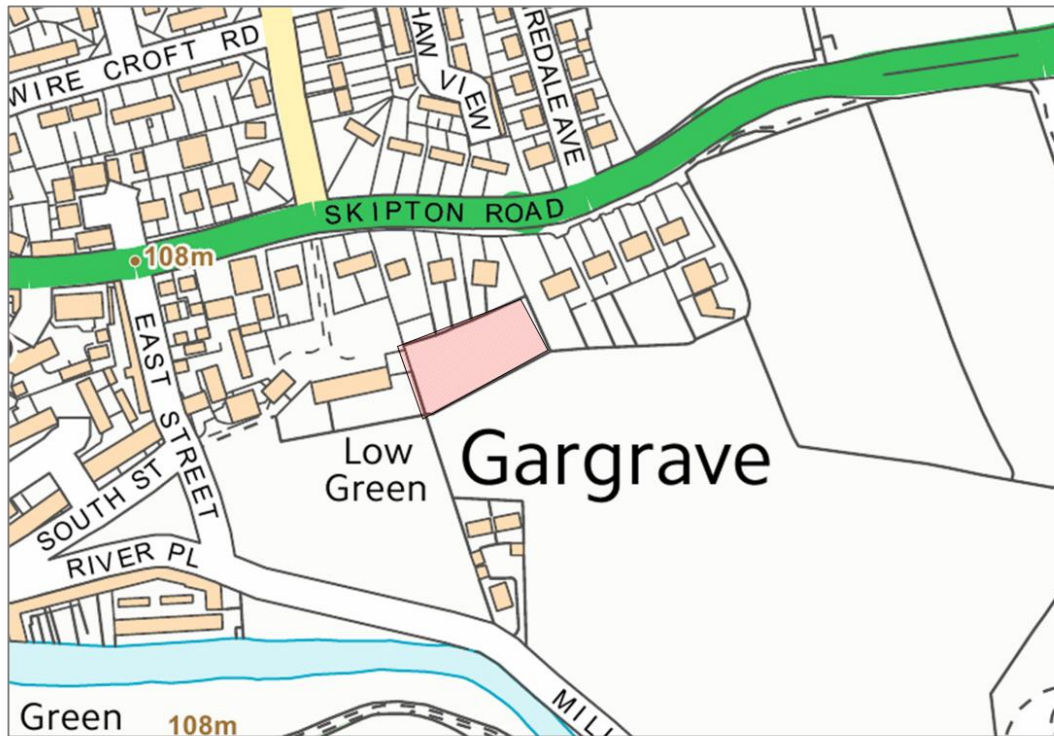 WIRE CROFT RD
HAW VIEW
REDALE AVE
SKIPTON ROAD
108m
EAST STREET
Low
Green
Gargrave
SOUTH ST
RIVER PL
MILL
Green
108m